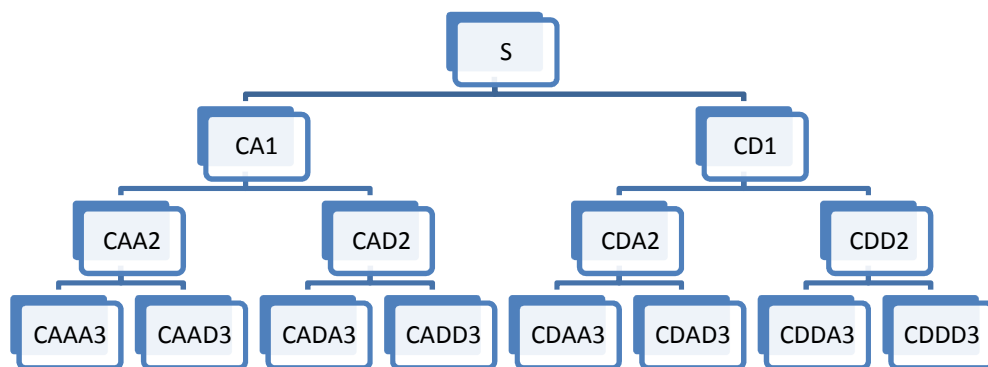 S
CA1 CD1
CAA2 CAD2 CDA2 CDD2
CAAA3 CAAD3 CADA3 CADD3 CDAA3 CDAD3 CDDA3 CDDD3